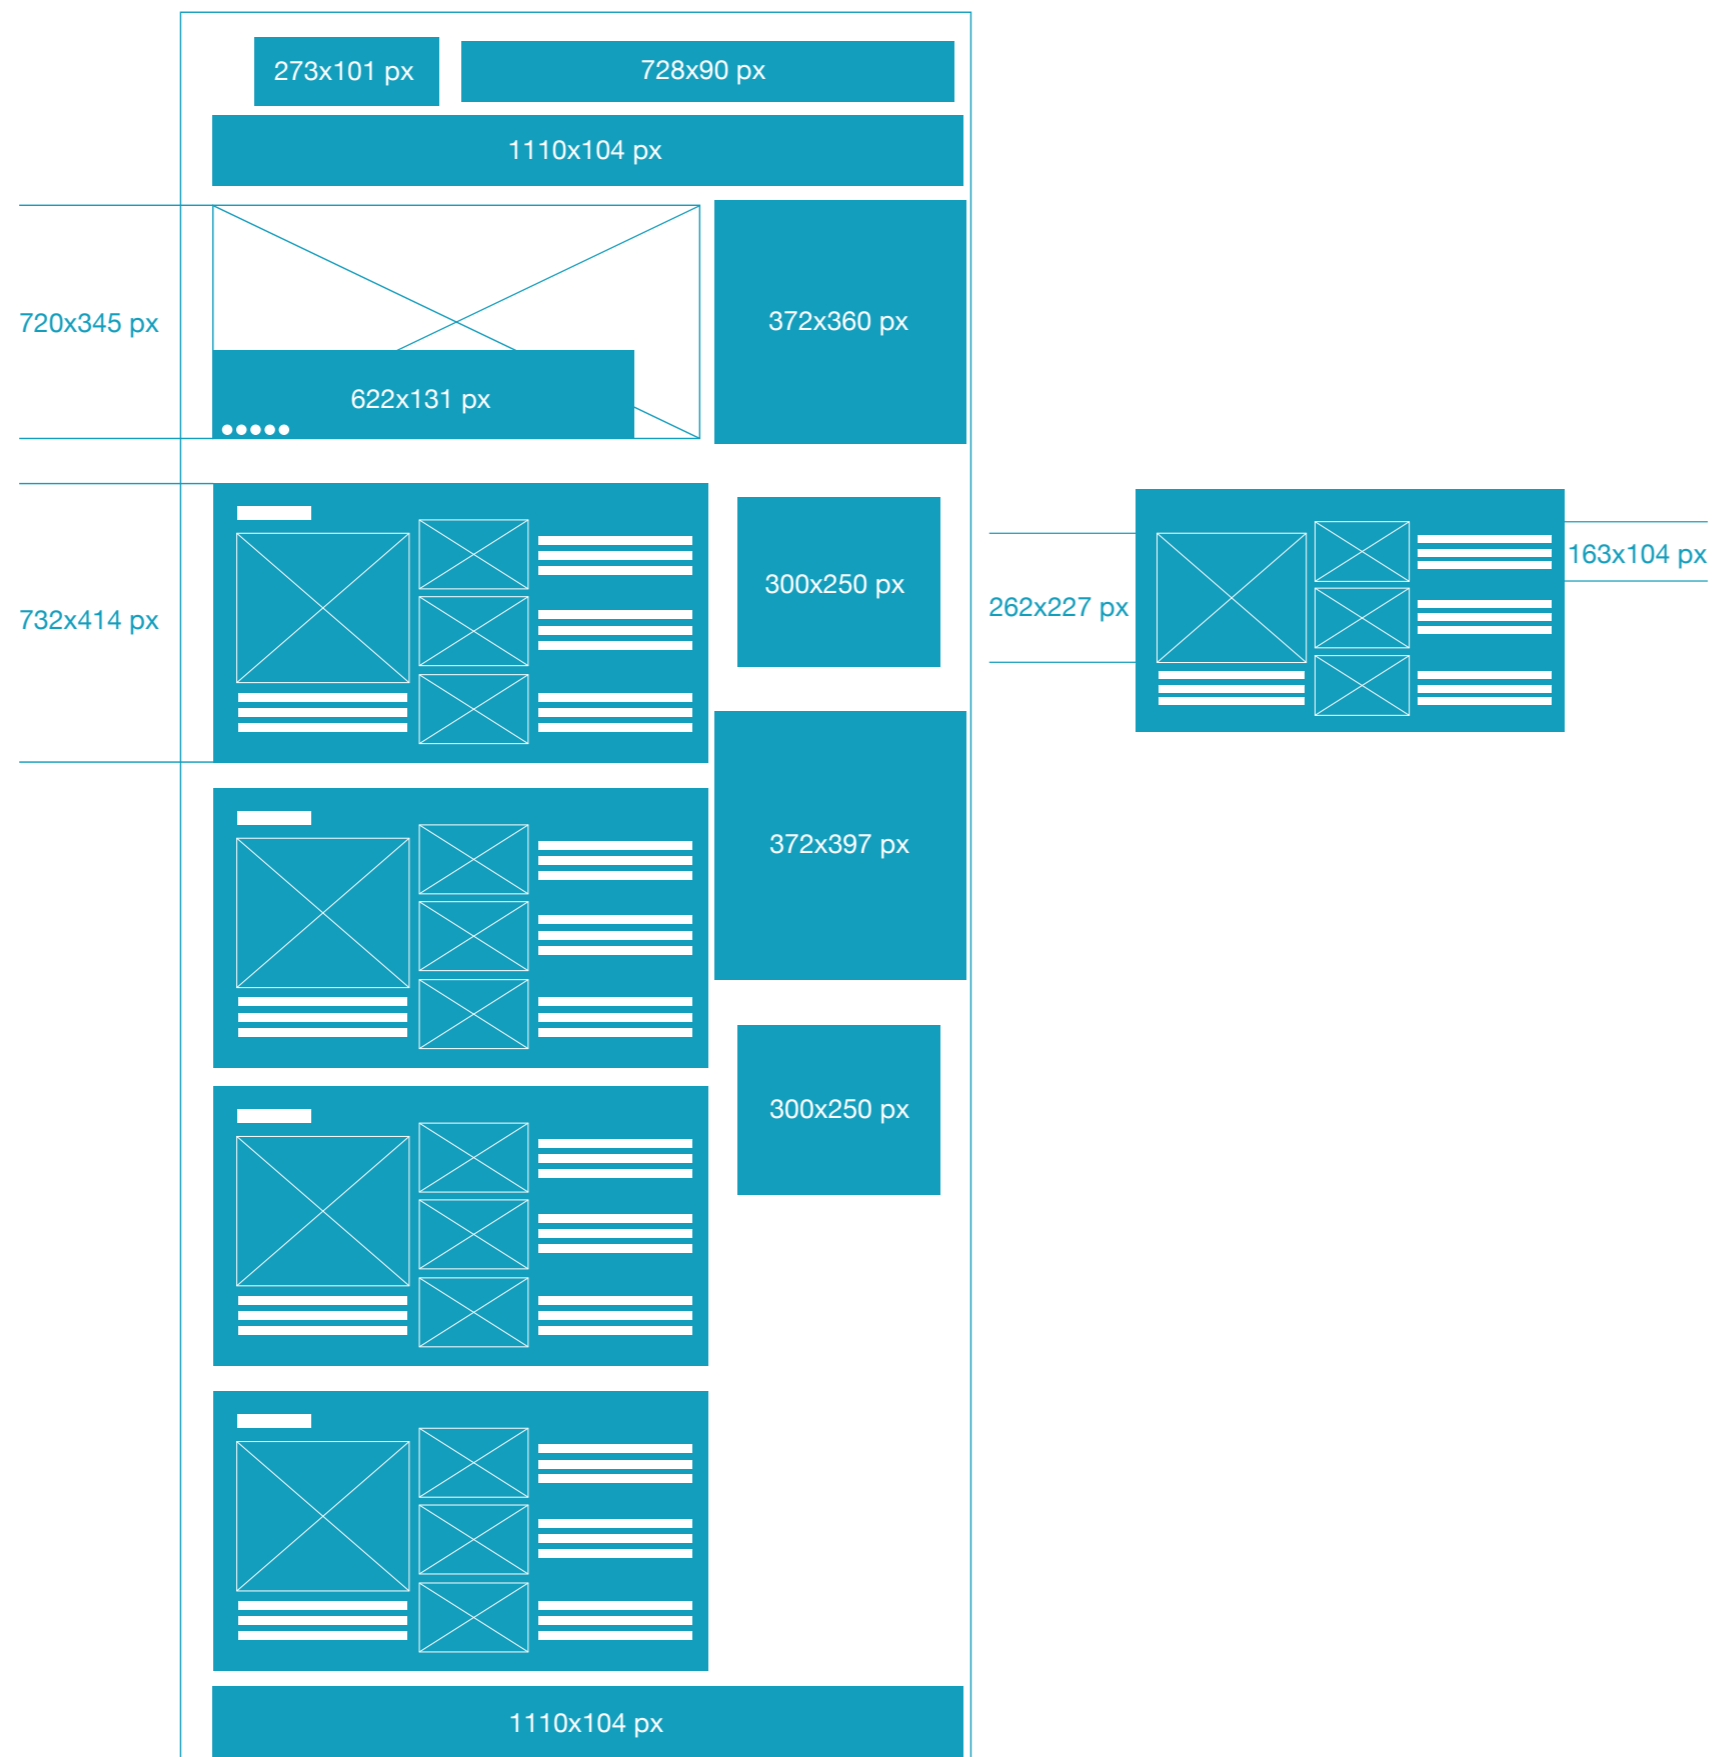 273x101 px
728x90 px
1110x104 px
720x345 px
622x131 px
372x360 px
732x414 px
300x250 px
372x397 px
300x250 px
1110x104 px
262x227 px
163x104 px